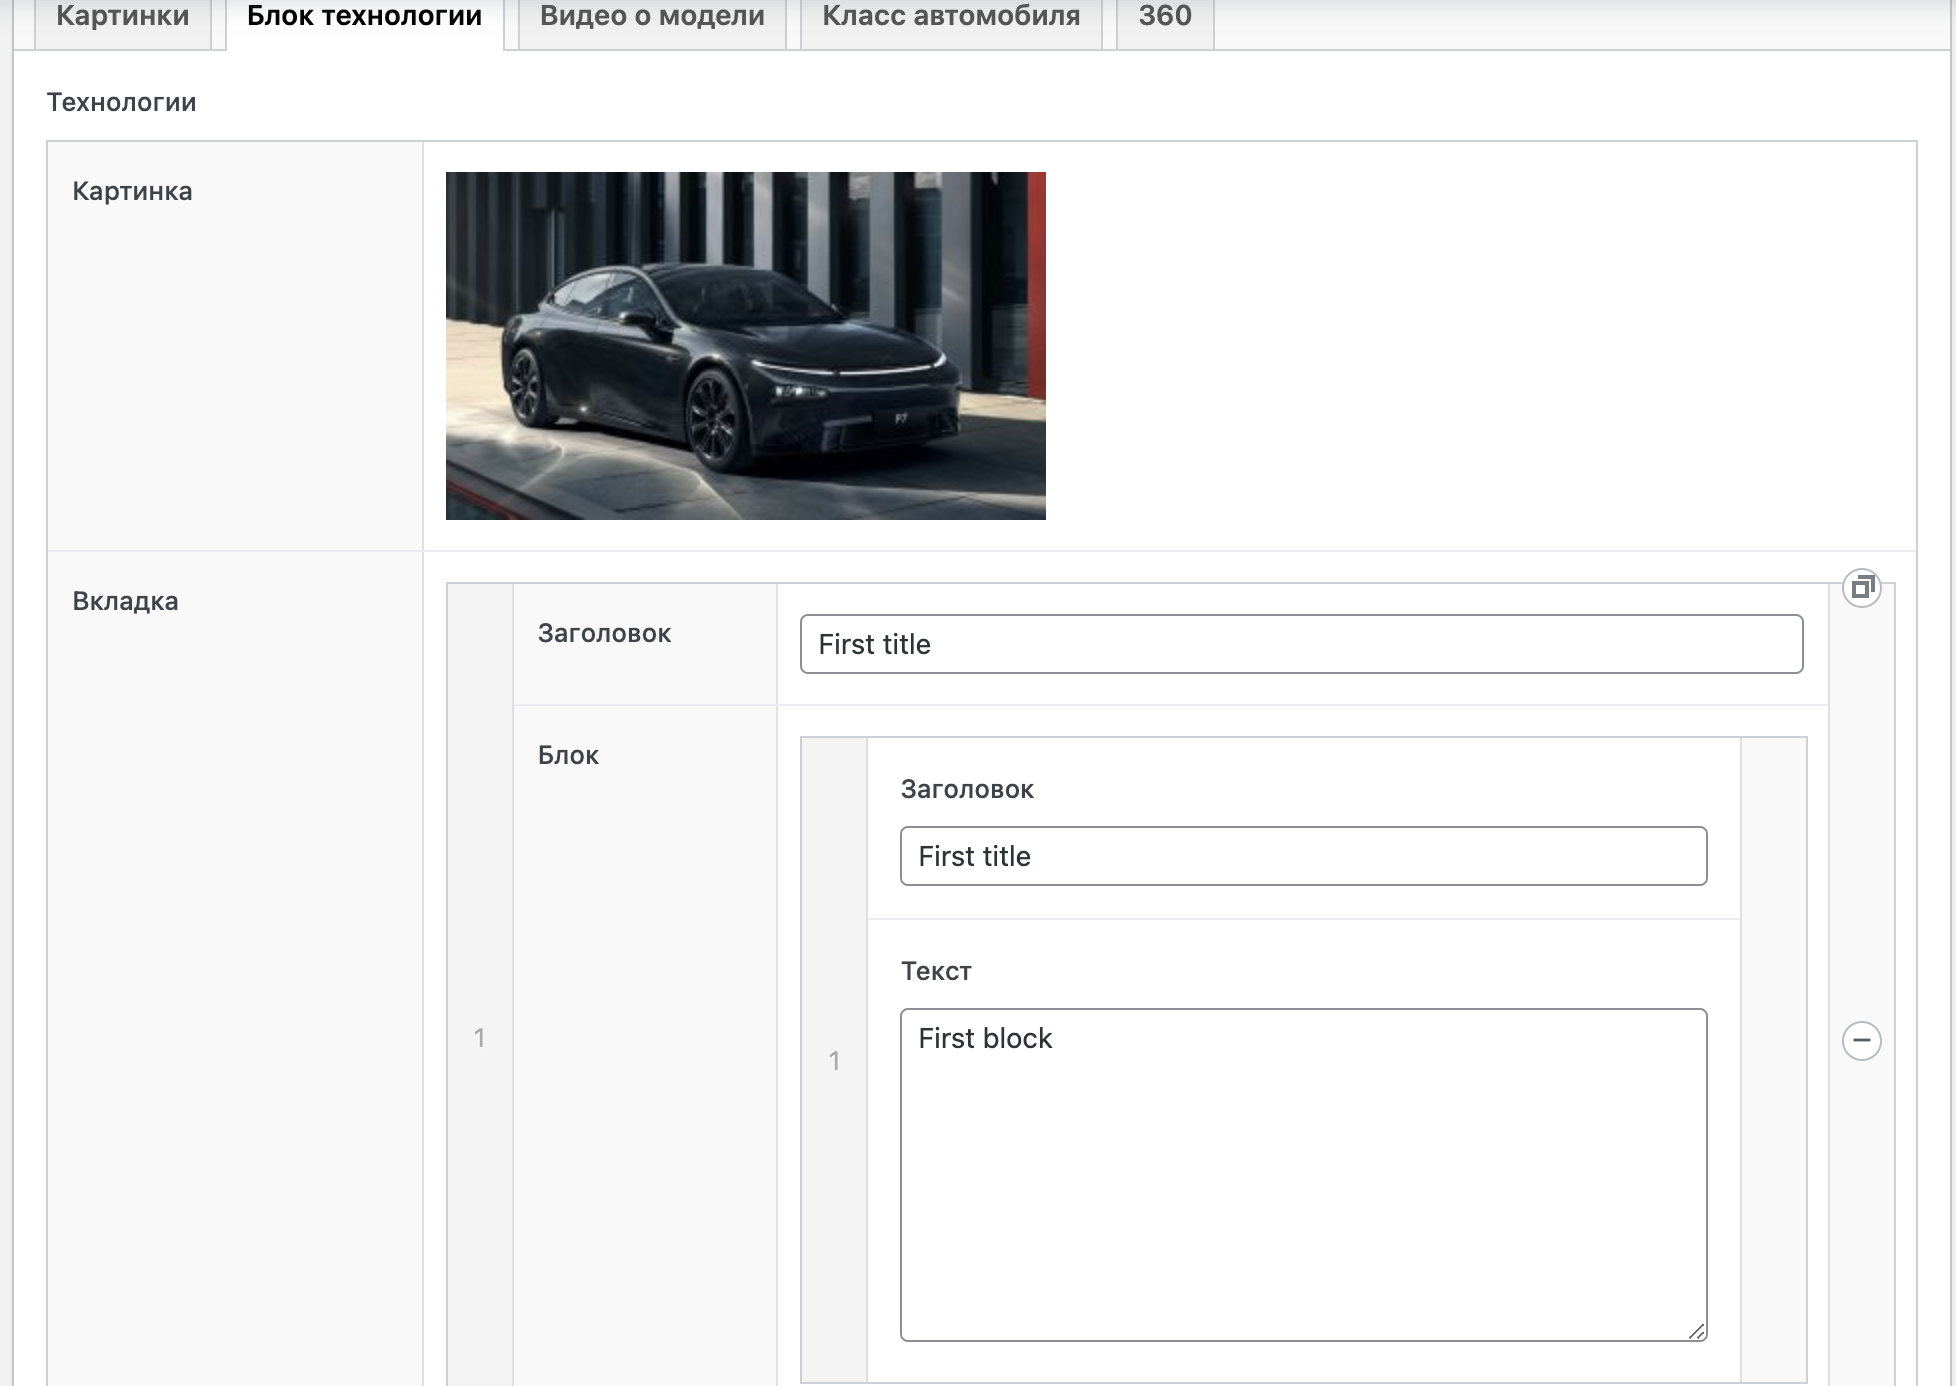 Картинки Блок технологии Видео о модели Класс автомобиля 360
Технологии
Картинка
P7
Вкладка
Заголовок
First title
Блок
Заголовок
First title
Текст
First block
1
1